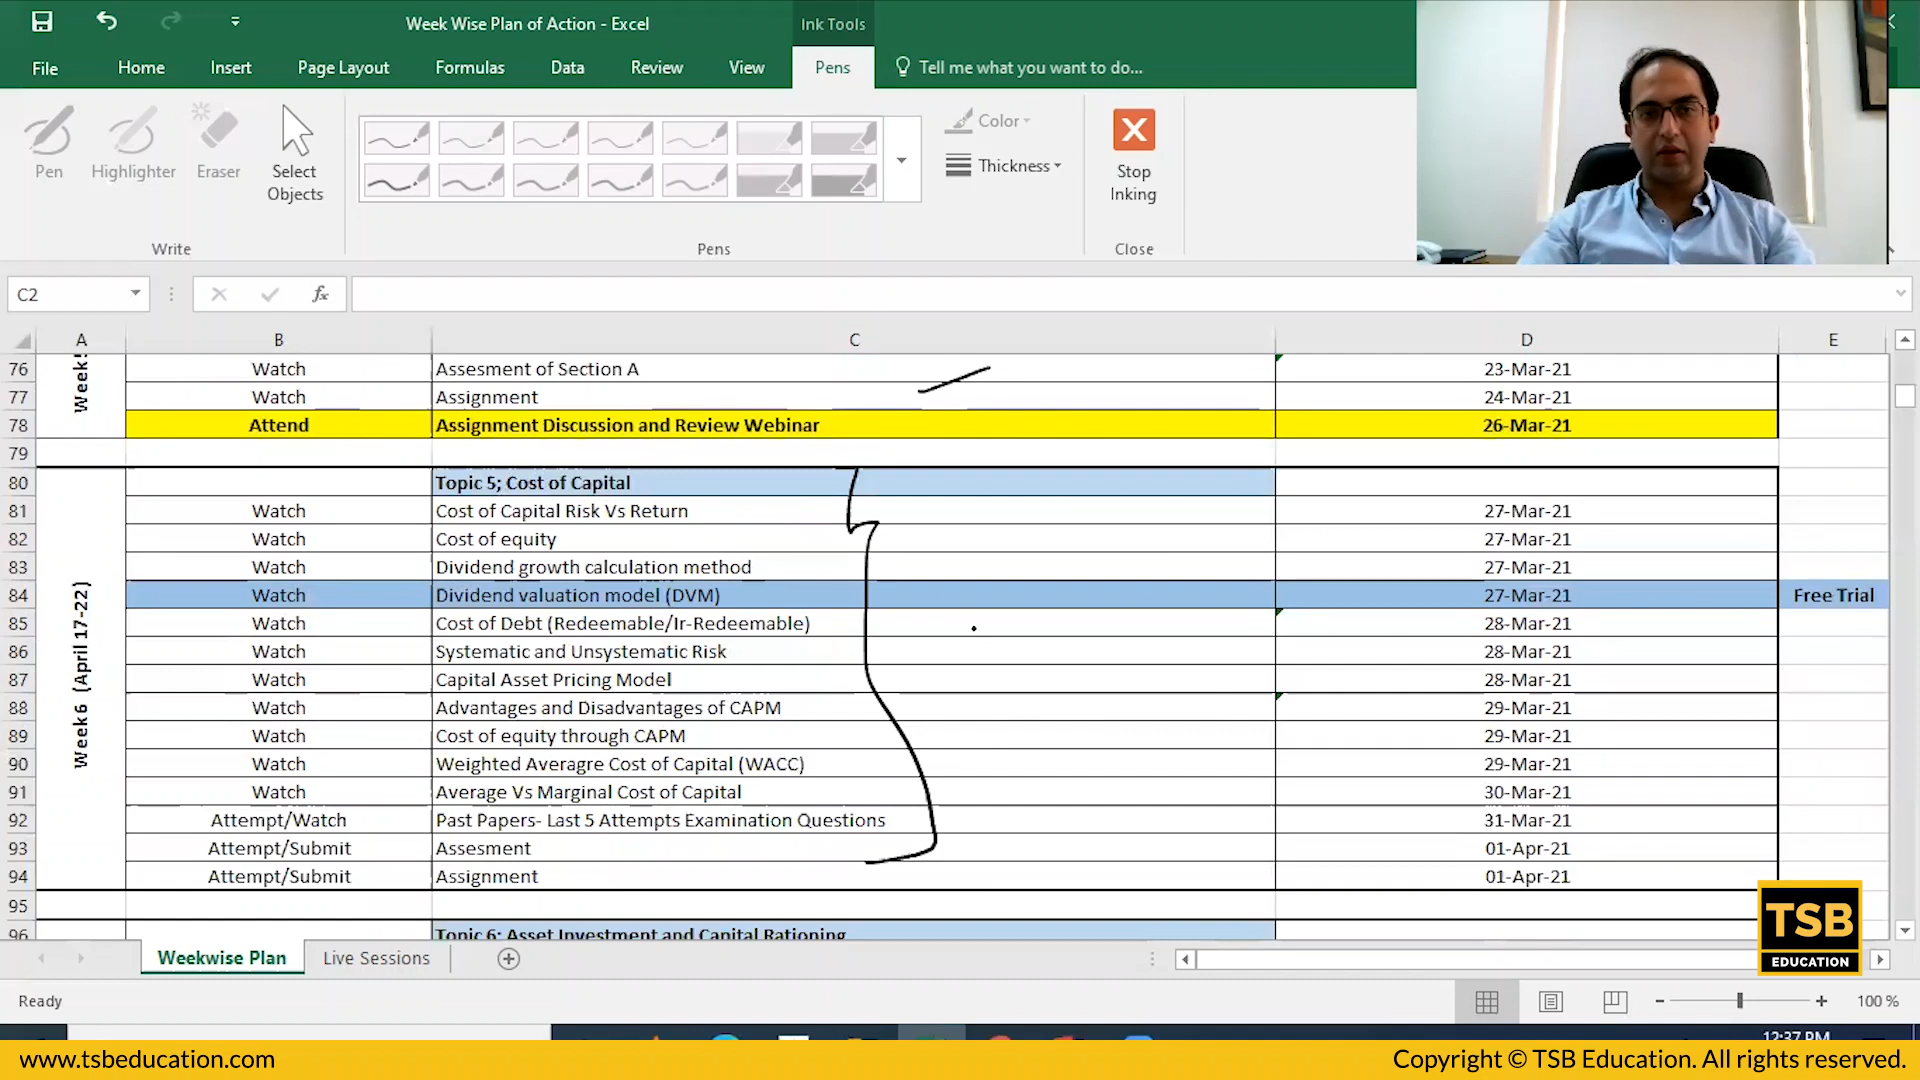 Week Wise Plan of Action - Excel
Ink Tools
File Home Insert Page Layout Formulas Data Review View Pens Tell me what you want to do...
Pen
Highlighter
Eraser
Select
Objects
Color
Thickness
Stop
Inking
Write Pens Close
C2 fx
A B C D E
76 Watch Assesment of Section A 23-Mar-21
77 Watch Assignment 24-Mar-21
78 Attend Assignment Discussion and Review Webinar 26-Mar-21
79
80 Topic 5; Cost of Capital
81 Watch Cost of Capital Risk Vs Return 27-Mar-21
82 Watch Cost of equity 27-Mar-21
83 Watch Dividend growth calculation method 27-Mar-21
84 Watch Dividend valuation model (DVM) 27-Mar-21 Free Trial
85 Watch Cost of Debt (Redeemable/Ir-Redeemable) 28-Mar-21
86 Watch Systematic and Unsystematic Risk 28-Mar-21
87 Watch Capital Asset Pricing Model 28-Mar-21
88 Watch Advantages and Disadvantages of CAPM 29-Mar-21
89 Watch Cost of equity through CAPM 29-Mar-21
90 Watch Weighted Averagre Cost of Capital (WACC) 29-Mar-21
91 Watch Average Vs Marginal Cost of Capital 30-Mar-21
92 Attempt/Watch Past Papers- Last 5 Attempts Examination Questions 31-Mar-21
93 Attempt/Submit Assesment 01-Apr-21
94 Attempt/Submit Assignment 01-Apr-21
95
96 Topic 6: Asset Investment and Capital Rationing
Week6 (April 17-22)
TSB
EDUCATION
Weekwise Plan Live Sessions
Ready 100 %
12:37 PM
www.tsbeducation.com Copyright © TSB Education. All rights reserved.